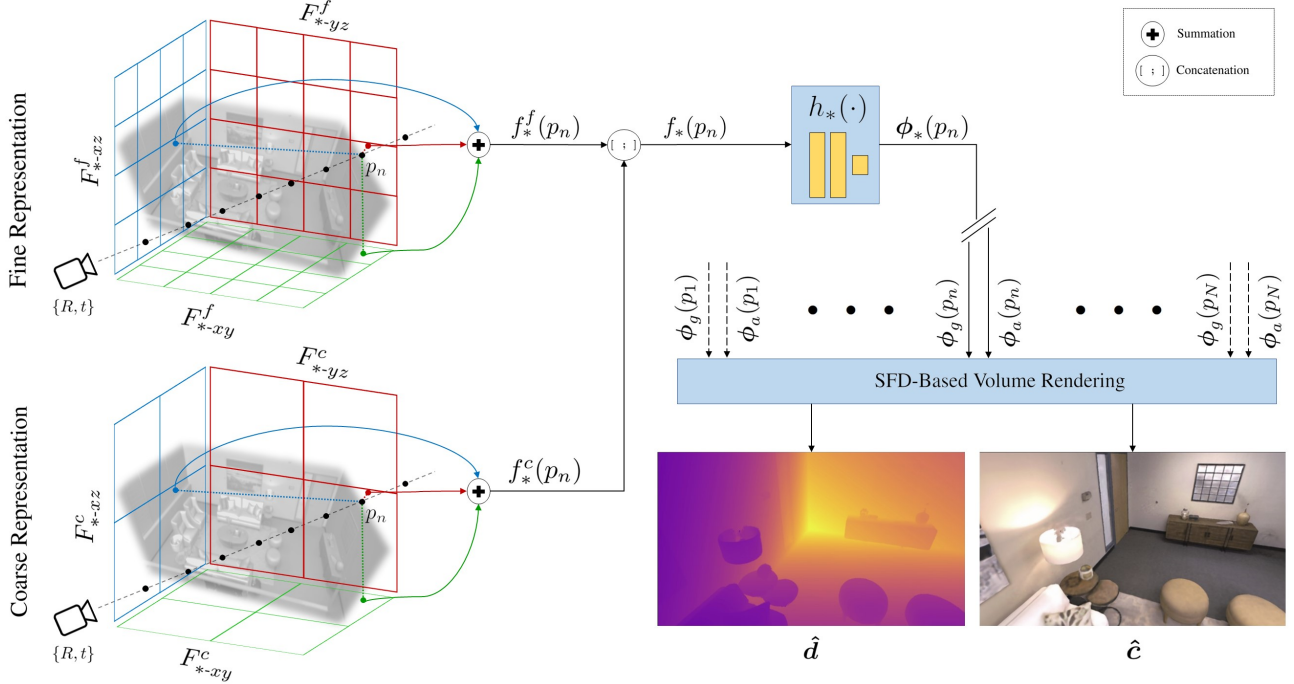 Fine Representation
F^f_{*-yz}
F^f_{*-xz}
F^f_{*-xy}
p_n
{R, t}
f^f_*(p_n)
[ ; ]
f_*(p_n)
h_*(·)
ϕ_*(p_n)
Summation
[ ; ]
Concatenation
Coarse Representation
F^c_{*-yz}
F^c_{*-xz}
F^c_{*-xy}
p_n
{R, t}
f^c_*(p_n)
ϕ_g(p_1)
ϕ_a(p_1)
ϕ_g(p_n)
ϕ_a(p_n)
ϕ_g(p_N)
ϕ_a(p_N)
SFD-Based Volume Rendering
d̂
ĉ